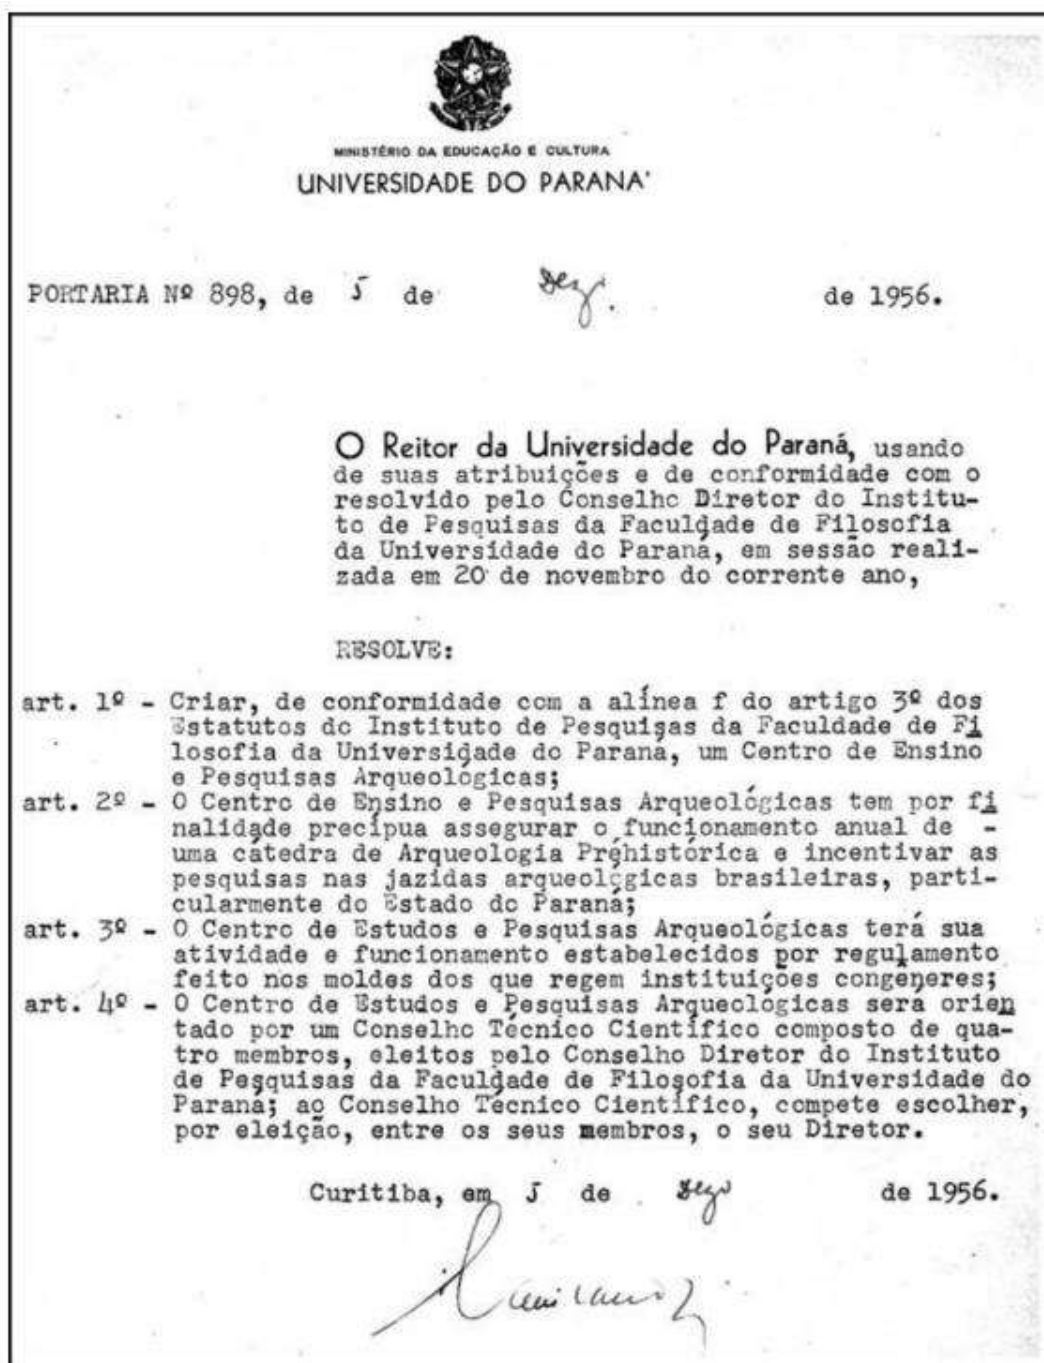 MINISTÉRIO DA EDUCAÇÃO E CULTURA
UNIVERSIDADE DO PARANA'
PORTARIA Nº 898, de 5 de Dez. de 1956.
O Reitor da Universidade do Paraná, usando
de suas atribuições e de conformidade com o
resolvido pelo Conselho Diretor do Institu-
to de Pesquisas da Faculdade de Filosofia
da Universidade do Paraná, em sessão reali-
zada em 20 de novembro do corrente ano,
RESOLVE:
art. 1º - Criar, de conformidade com a alínea f do artigo 3º dos
Estatutos do Instituto de Pesquisas da Faculdade de Fi
losofia da Universidade do Paraná, um Centro de Ensino
e Pesquisas Arqueológicas;
art. 2º - O Centro de Ensino e Pesquisas Arqueológicas tem por fi
nalidade precípua assegurar o funcionamento anual de -
uma cátedra de Arqueologia Préhistórica e incentivar as
pesquisas nas jazidas arqueológicas brasileiras, parti-
cularmente do Estado do Paraná;
art. 3º - O Centro de Estudos e Pesquisas Arqueológicas terá sua
atividade e funcionamento estabelecidos por regulamento
feito nos moldes dos que regem instituições congeneres;
art. 4º - O Centro de Estudos e Pesquisas Arqueológicas será orien
tado por um Conselho Técnico Científico composto de qua-
tro membros, eleitos pelo Conselho Diretor do Instituto
de Pesquisas da Faculdade de Filosofia da Universidade do
Paraná; ao Conselho Técnico Científico, compete escolher,
por eleição, entre os seus membros, o seu Diretor.
Curitiba, em 5 de Dezo de 1956.